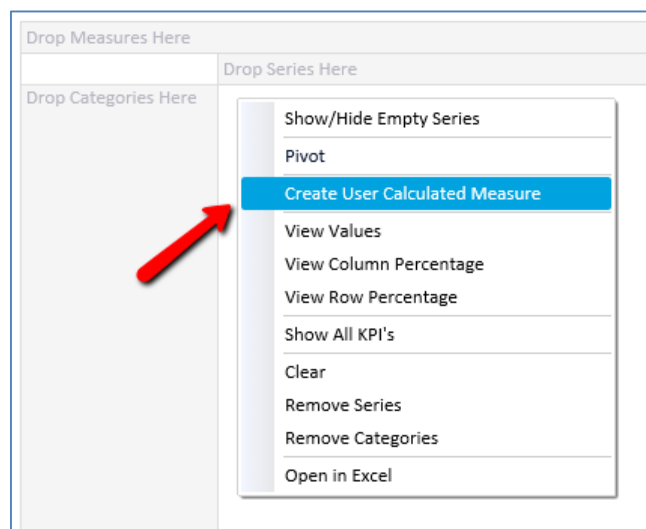 Drop Measures Here
Drop Series Here
Drop Categories Here
Show/Hide Empty Series
Pivot
Create User Calculated Measure
View Values
View Column Percentage
View Row Percentage
Show All KPI's
Clear
Remove Series
Remove Categories
Open in Excel